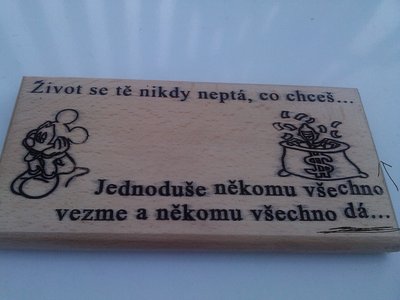 Život se tě nikdy neptá, co chceš...
Jednoduše někomu všechno
vezme a někomu všechno dá...